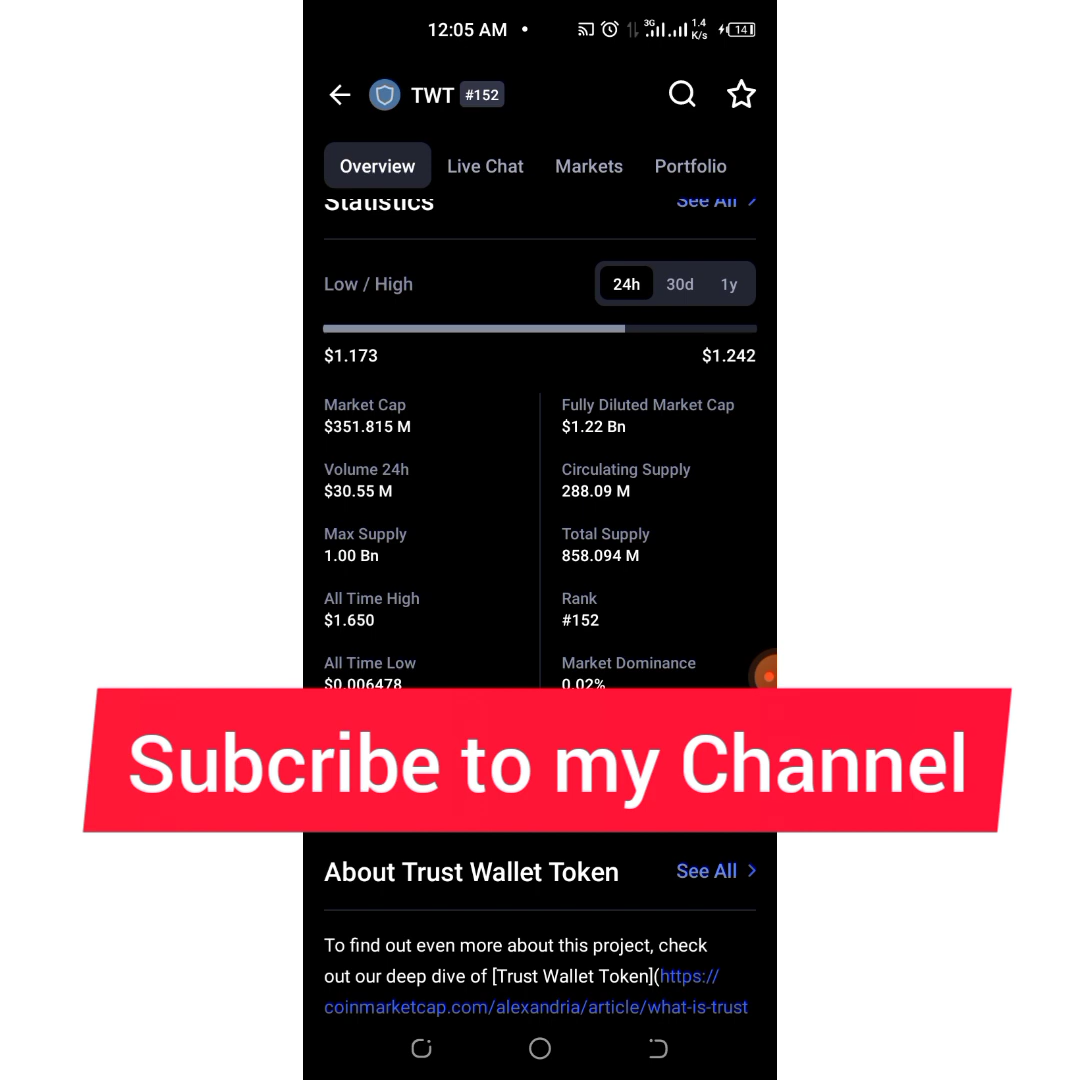 12:05 AM •
3G 1.4 K/s 14
TWT #152
Overview Live Chat Markets Portfolio
Statistics See All
Low / High 24h 30d 1y
$1.173 $1.242
Market Cap Fully Diluted Market Cap
$351.815 M $1.22 Bn
Volume 24h Circulating Supply
$30.55 M 288.09 M
Max Supply Total Supply
1.00 Bn 858.094 M
All Time High Rank
$1.650 #152
All Time Low Market Dominance
$0.006478 0.02%
Subcribe to my Channel
About Trust Wallet Token See All
To find out even more about this project, check
out our deep dive of [Trust Wallet Token](https://
coinmarketcap.com/alexandria/article/what-is-trust